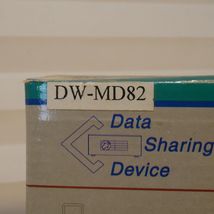 DW-MD82
Data
Sharing
Device